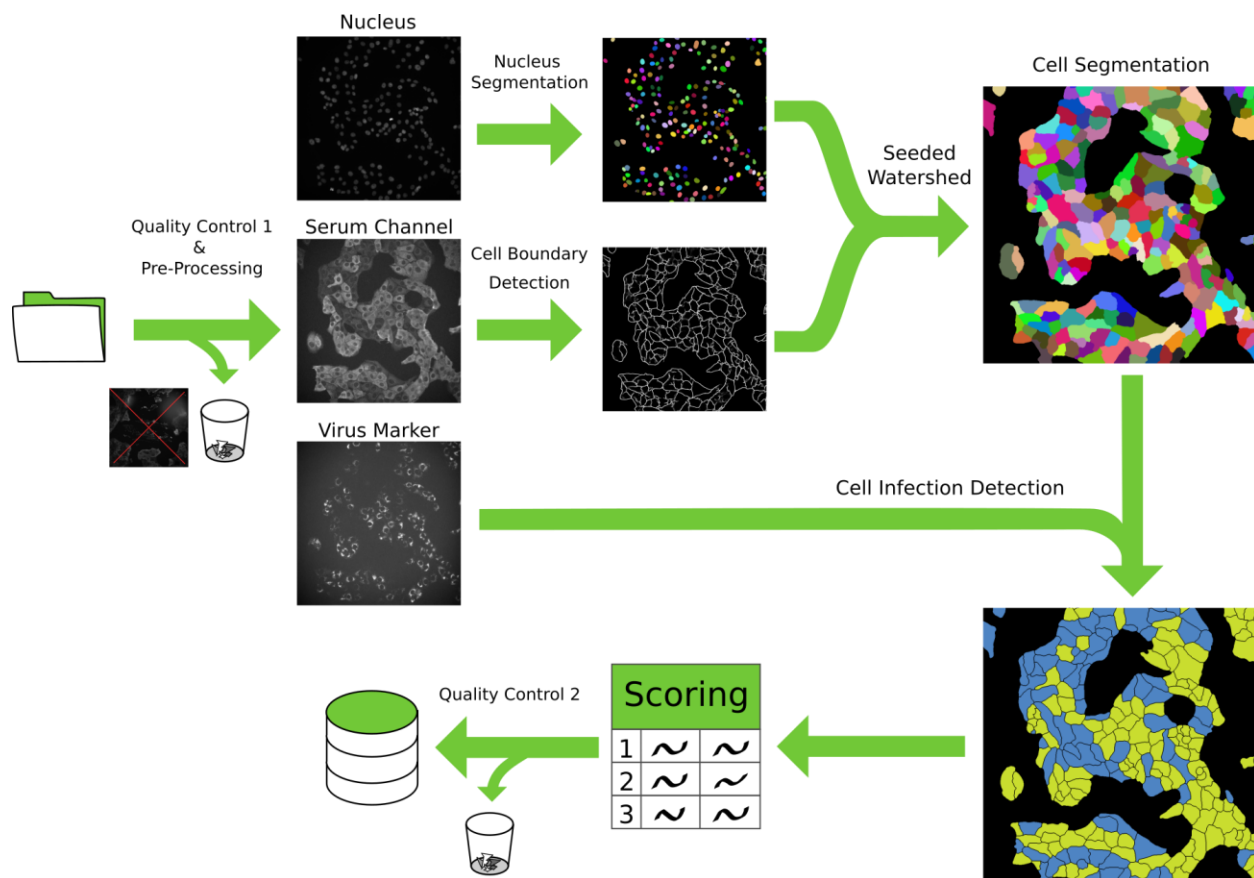 Nucleus
Nucleus
Segmentation
Cell Segmentation
Seeded
Watershed
Quality Control 1
&
Pre-Processing
Serum Channel
Cell Boundary
Detection
Virus Marker
Cell Infection Detection
Quality Control 2
Scoring
1
2
3